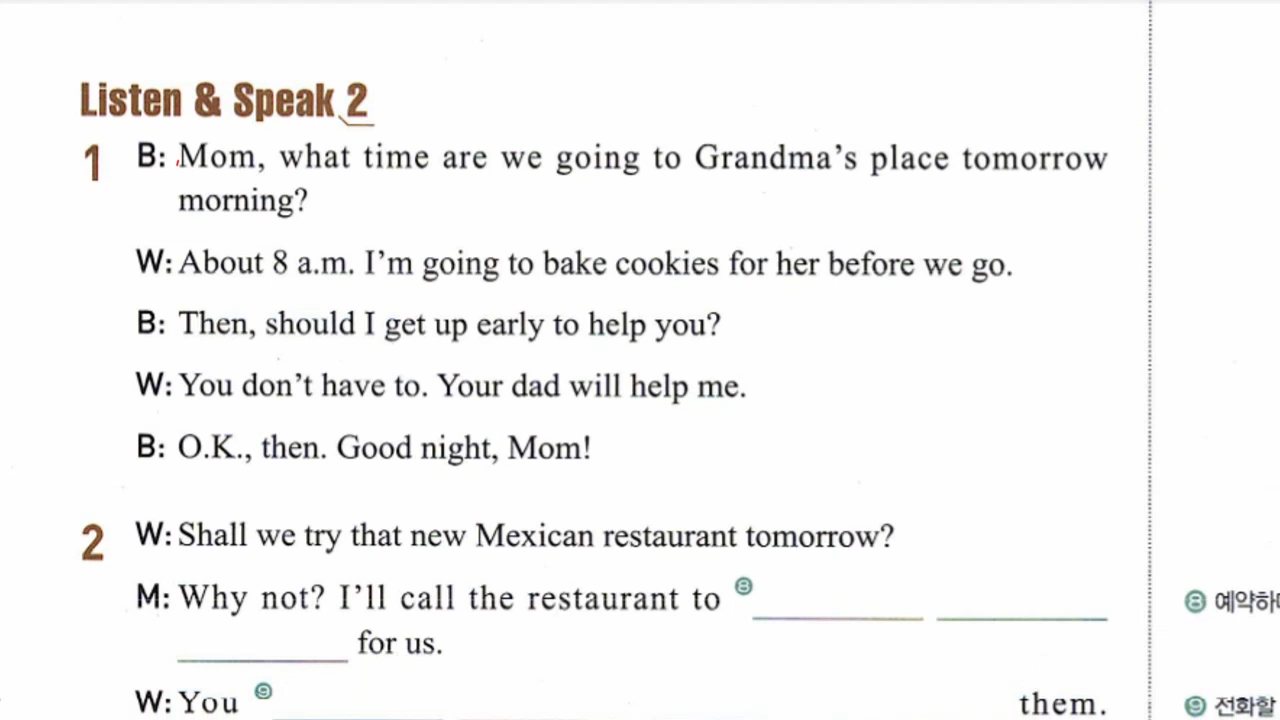 Listen & Speak 2
1 B: Mom, what time are we going to Grandma's place tomorrow
morning?
W: About 8 a.m. I'm going to bake cookies for her before we go.
B: Then, should I get up early to help you?
W: You don't have to. Your dad will help me.
B: O.K., then. Good night, Mom!
2 W: Shall we try that new Mexican restaurant tomorrow?
M: Why not? I'll call the restaurant to ⑧
for us.
⑧ 예약하
W: You ⑨ them.
⑨ 전화할